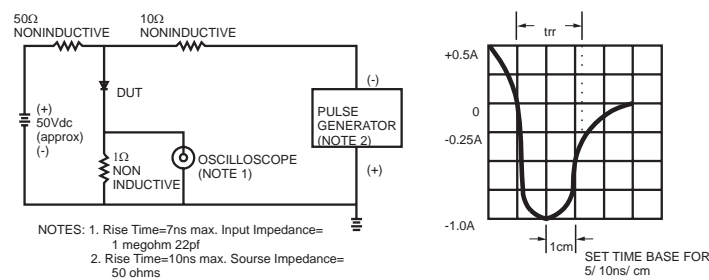 50Ω
NONINDUCTIVE
10Ω
NONINDUCTIVE
DUT
(+)
50Vdc
(approx)
(-)
1Ω
NON
INDUCTIVE
OSCILLOSCOPE
(NOTE 1)
(-)
PULSE
GENERATOR
(NOTE 2)
(+)
NOTES: 1. Rise Time=7ns max. Input Impedance=
1 megohm 22pf
2. Rise Time=10ns max. Sourse Impedance=
50 ohms
trr
+0.5A
0
-0.25A
-1.0A
1cm
SET TIME BASE FOR
5/ 10ns/ cm